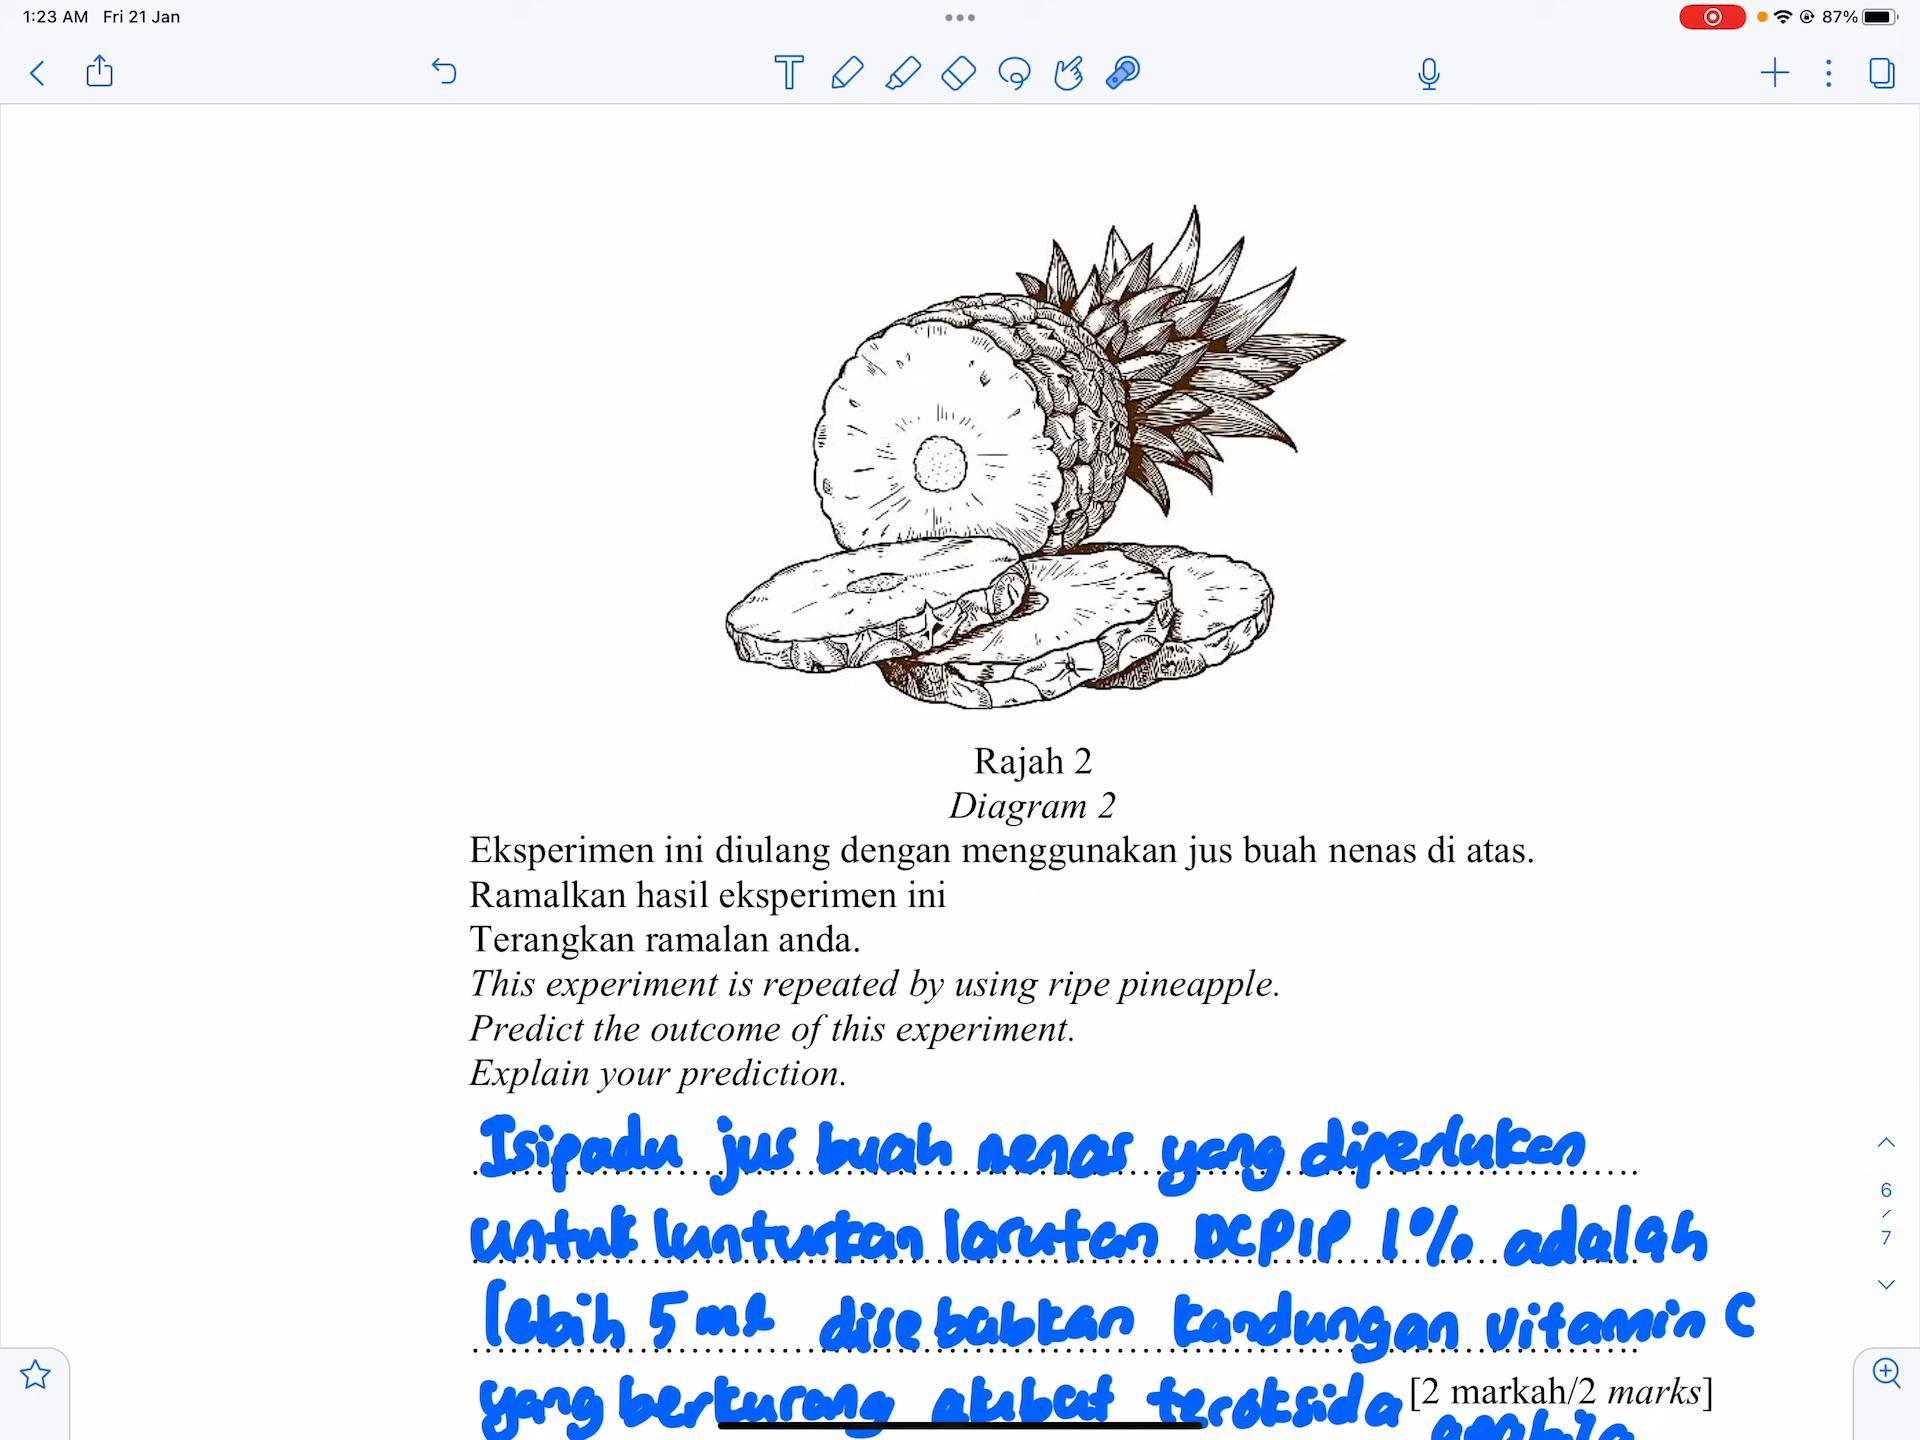 1:23 AM Fri 21 Jan
87%
Rajah 2
Diagram 2
Eksperimen ini diulang dengan menggunakan jus buah nenas di atas.
Ramalkan hasil eksperimen ini
Terangkan ramalan anda.
This experiment is repeated by using ripe pineapple.
Predict the outcome of this experiment.
Explain your prediction.
Isipadu jus buah nenas yang diperlukan
untuk lunturkan larutan DCPIP 1% adalah
lebih 5 ml disebabkan kandungan vitamin C
yang berkurang akibat teroksida
[2 markah/2 marks]
6
/
7